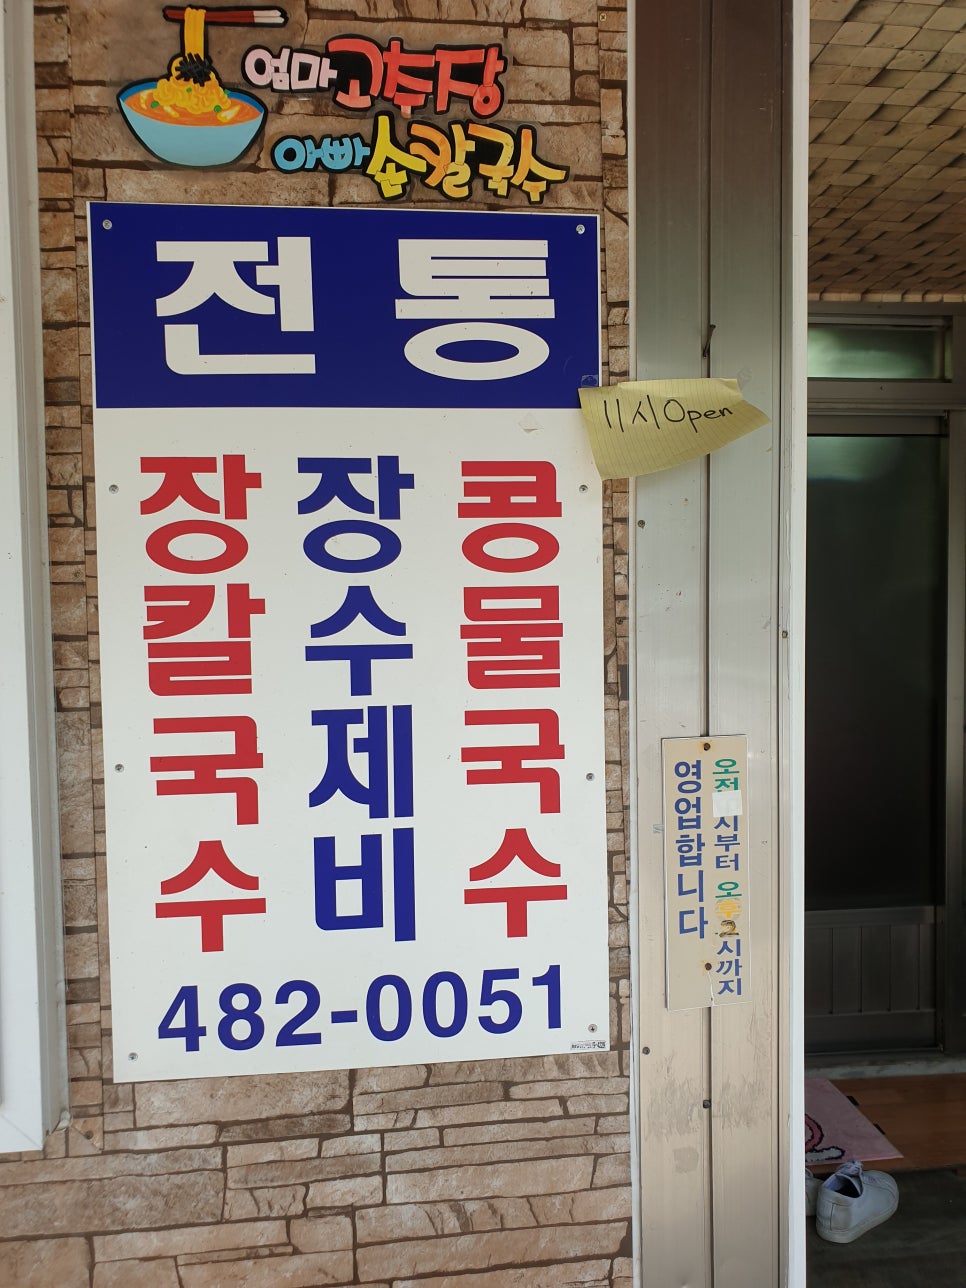 엄마 고추장
아빠 손칼국수
전통
장칼국수
장수제비
콩물국수
482-0051
11시 Open
오전 시부터 오후 2시까지
영업합니다